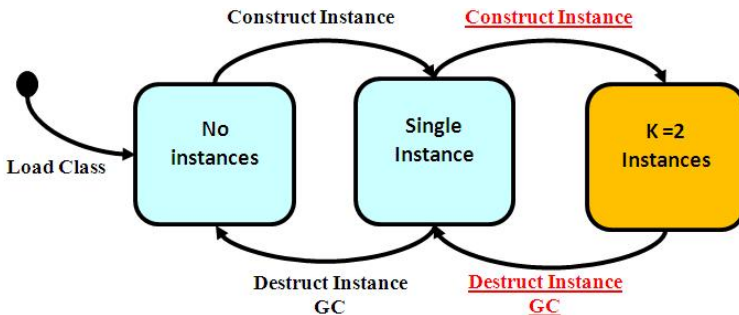 Construct Instance
Construct Instance
Load Class
No
instances
Single
Instance
K =2
Instances
Destruct Instance
GC
Destruct Instance
GC